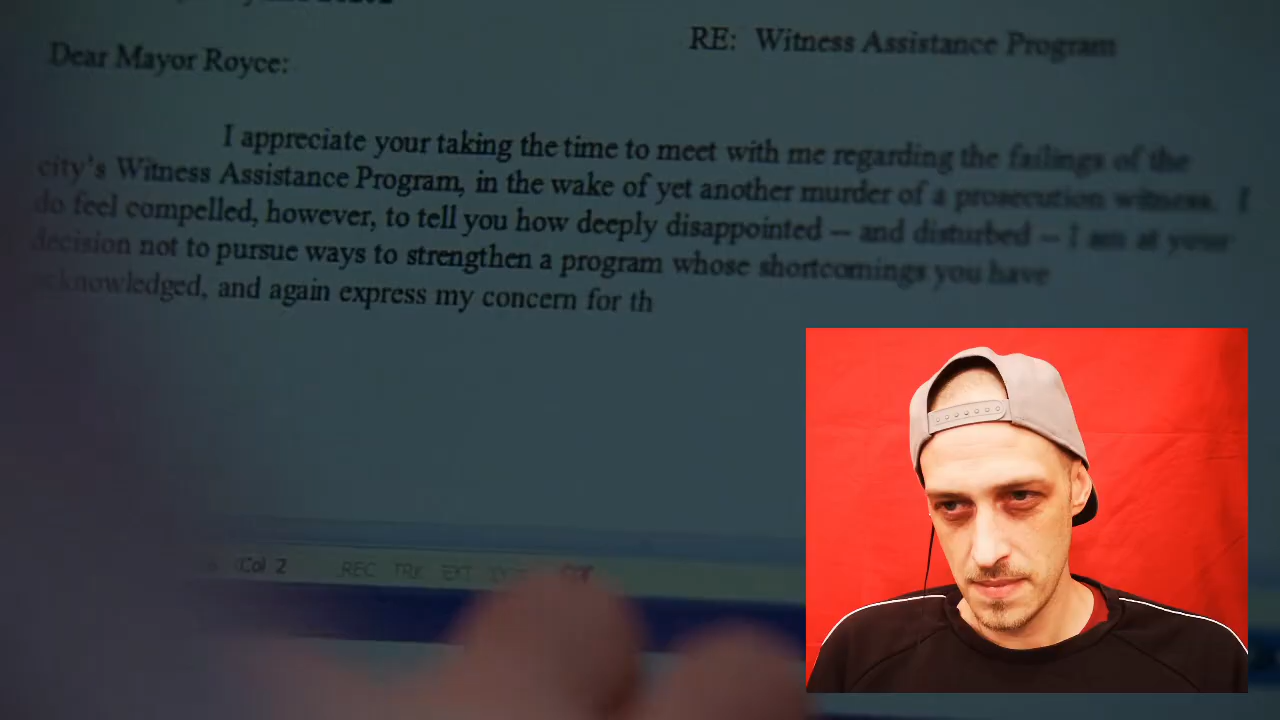 RE: Witness Assistance Program
Dear Mayor Royce:
I appreciate your taking the time to meet with me regarding the failings of the
city's Witness Assistance Program, in the wake of yet another murder of a prosecution witness. I
do feel compelled, however, to tell you how deeply disappointed – and disturbed – I am at your
decision not to pursue ways to strengthen a program whose shortcomings you have
acknowledged, and again express my concern for th
Col 2 REC TRK EXT